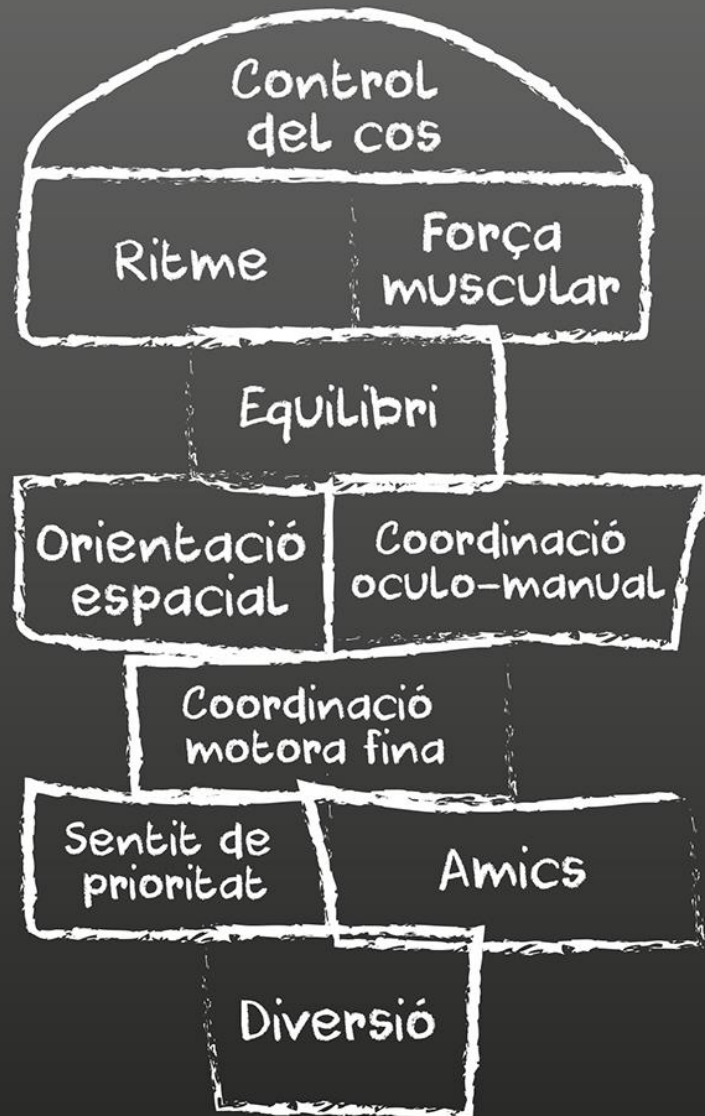 Control
del cos
Ritme
Força
muscular
Equilibri
Orientació
espacial
Coordinació
oculo-manual
Coordinació
motora fina
Sentit de
prioritat
Amics
Diversió